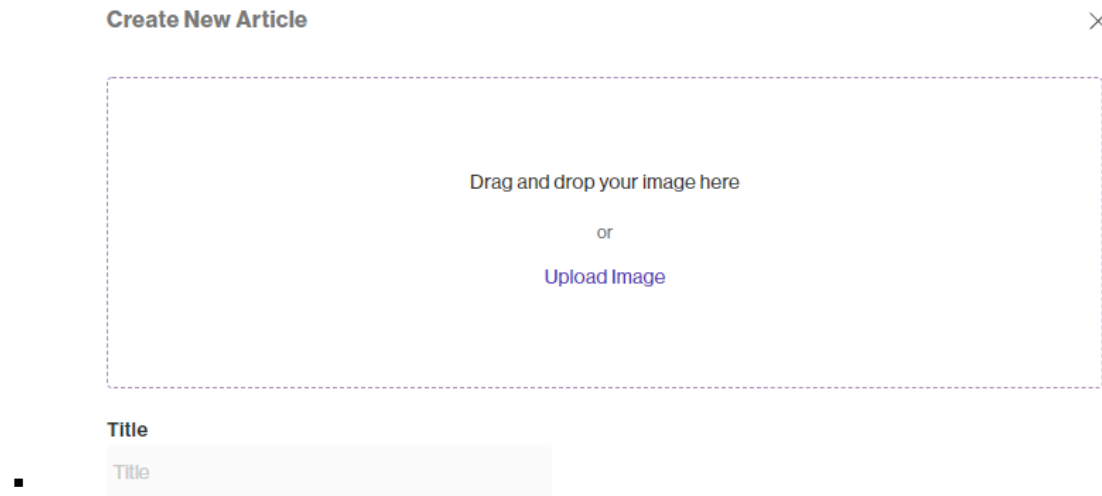 Create New Article
Drag and drop your image here
or
Upload Image
Title
Title